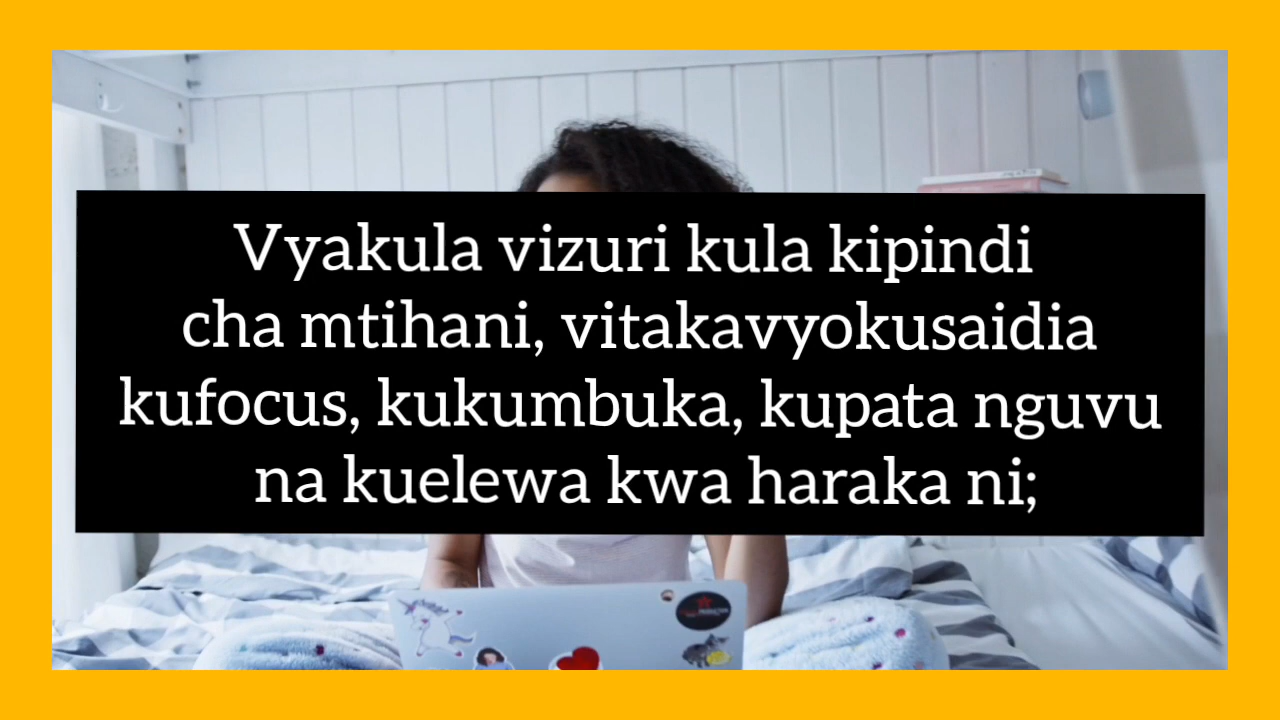 Vyakula vizuri kula kipindi
cha mtihani, vitakavyokusaidia
kufocus, kukumbuka, kupata nguvu
na kuelewa kwa haraka ni;